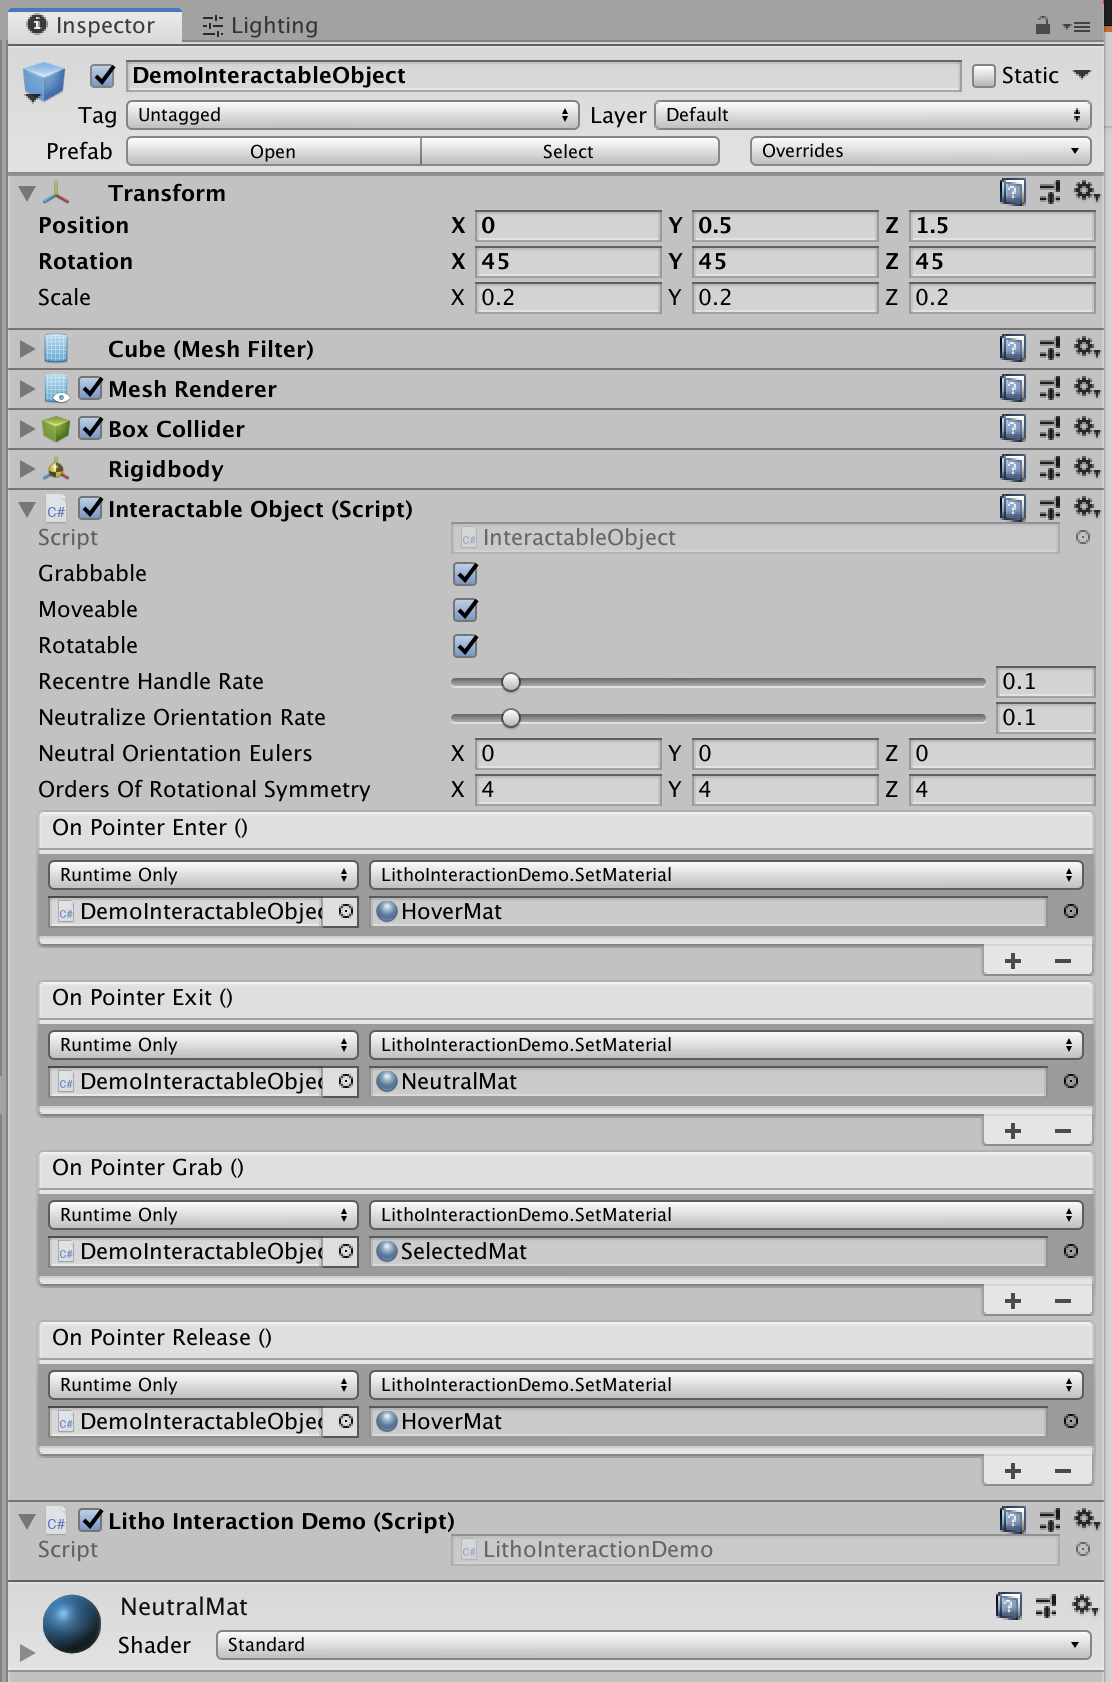 Inspector Lighting
DemoInteractableObject Static
Tag Untagged Layer Default
Prefab Open Select Overrides
Transform
Position X 0 Y 0.5 Z 1.5
Rotation X 45 Y 45 Z 45
Scale X 0.2 Y 0.2 Z 0.2
Cube (Mesh Filter)
Mesh Renderer
Box Collider
Rigidbody
C# Interactable Object (Script)
Script C# InteractableObject
Grabbable
Moveable
Rotatable
Recentre Handle Rate 0.1
Neutralize Orientation Rate 0.1
Neutral Orientation Eulers X 0 Y 0 Z 0
Orders Of Rotational Symmetry X 4 Y 4 Z 4
On Pointer Enter ()
Runtime Only LithoInteractionDemo.SetMaterial
C# DemoInteractableObjec HoverMat
+ −
On Pointer Exit ()
Runtime Only LithoInteractionDemo.SetMaterial
C# DemoInteractableObjec NeutralMat
+ −
On Pointer Grab ()
Runtime Only LithoInteractionDemo.SetMaterial
C# DemoInteractableObjec SelectedMat
+ −
On Pointer Release ()
Runtime Only LithoInteractionDemo.SetMaterial
C# DemoInteractableObjec HoverMat
+ −
C# Litho Interaction Demo (Script)
Script C# LithoInteractionDemo
NeutralMat
Shader Standard